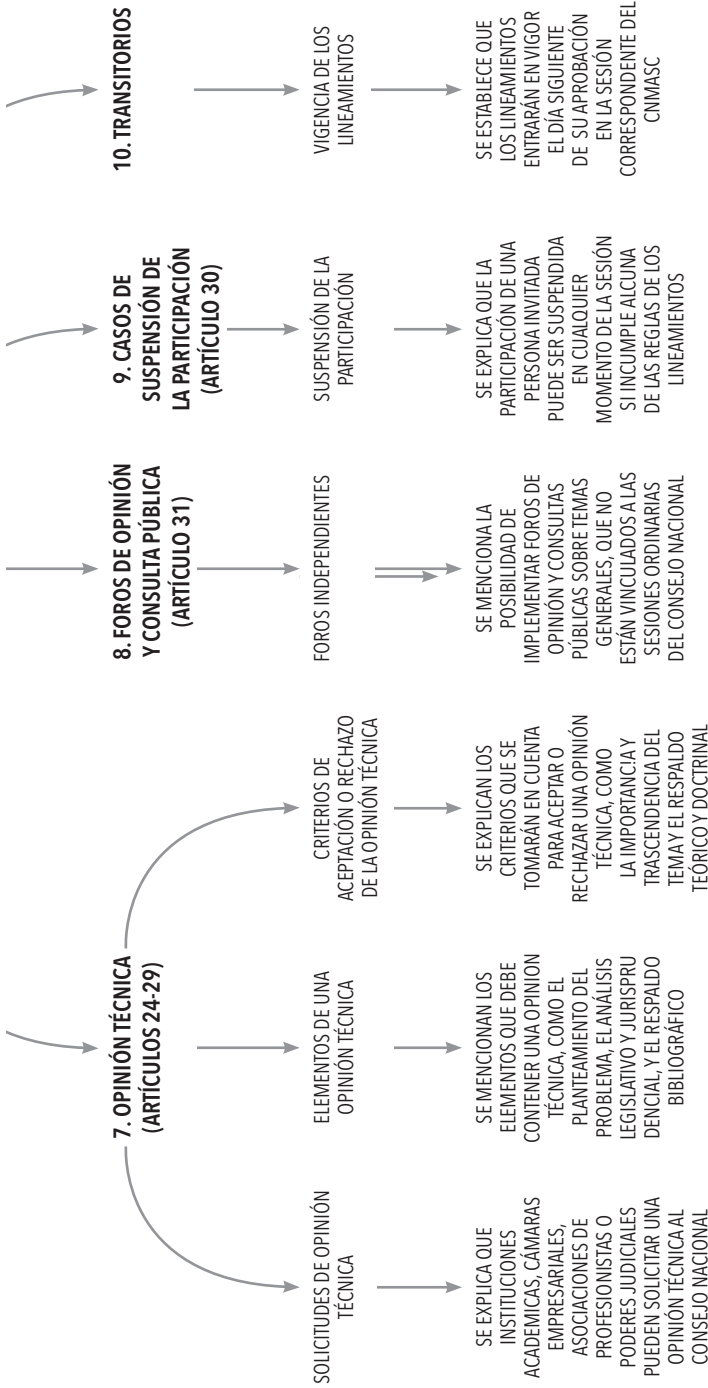 7. OPINIÓN TÉCNICA
(ARTÍCULOS 24-29)
SOLICITUDES DE OPINIÓN
TÉCNICA
SE EXPLICA QUE
INSTITUCIONES
ACADEMICAS, CÁMARAS
EMPRESARIALES,
ASOCIACIONES DE
PROFESIONISTAS O
PODERES JUDICIALES
PUEDEN SOLICITAR UNA
OPINIÓN TÉCNICA AL
CONSEJO NACIONAL
ELEMENTOS DE UNA
OPINIÓN TÉCNICA
SE MENCIONAN LOS
ELEMENTOS QUE DEBE
CONTENER UNA OPINION
TÉCNICA, COMO EL
PLANTEAMIENTO DEL
PROBLEMA, EL ANÁLISIS
LEGISLATIVO Y JURISPRU
DENCIAL, Y EL RESPALDO
BIBLIOGRÁFICO
CRITERIOS DE
ACEPTACIÓN O RECHAZO
DE LA OPINIÓN TÉCNICA
SE EXPLICAN LOS
CRITERIOS QUE SE
TOMARÁN EN CUENTA
PARA ACEPTAR O
RECHAZAR UNA OPINIÓN
TÉCNICA, COMO
LA IMPORTANCIA Y
TRASCENDENCIA DEL
TEMA Y EL RESPALDO
TEÓRICO Y DOCTRINAL
8. FOROS DE OPINIÓN
Y CONSULTA PÚBLICA
(ARTÍCULO 31)
FOROS INDEPENDIENTES
SE MENCIONA LA
POSIBILIDAD DE
IMPLEMENTAR FOROS DE
OPINIÓN Y CONSULTAS
PÚBLICAS SOBRE TEMAS
GENERALES, QUE NO
ESTÁN VINCULADOS A LAS
SESIONES ORDINARIAS
DEL CONSEJO NACIONAL
9. CASOS DE
SUSPENSIÓN DE
LA PARTICIPACIÓN
(ARTÍCULO 30)
SUSPENSIÓN DE LA
PARTICIPACIÓN
SE EXPLICA QUE LA
PARTICIPACIÓN DE UNA
PERSONA INVITADA
PUEDE SER SUSPENDIDA
EN CUALQUIER
MOMENTO DE LA SESIÓN
SI INCUMPLE ALGUNA
DE LAS REGLAS DE LOS
LINEAMIENTOS
10. TRANSITORIOS
VIGENCIA DE LOS
LINEAMIENTOS
SE ESTABLECE QUE
LOS LINEAMIENTOS
ENTRARÁN EN VIGOR
EL DÍA SIGUIENTE
DE SU APROBACIÓN
EN LA SESIÓN
CORRESPONDIENTE DEL
CNMASC